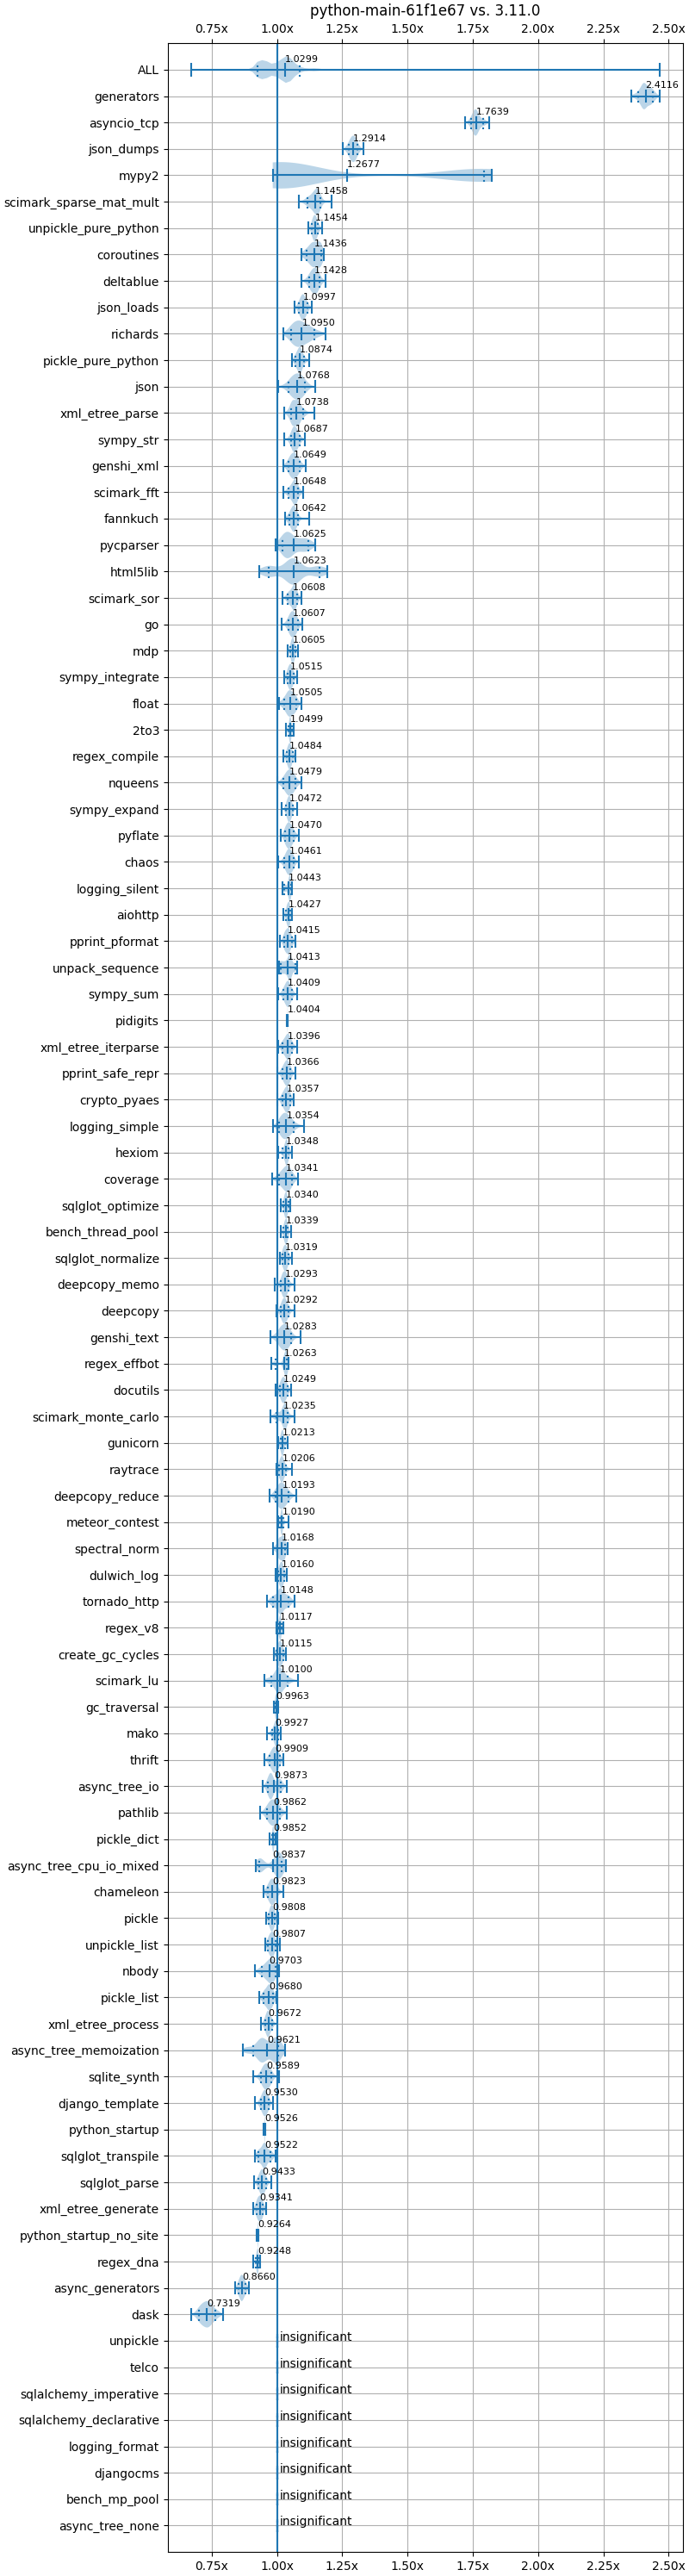 python-main-61f1e67 vs. 3.11.0
0.75x 1.00x 1.25x 1.50x 1.75x 2.00x 2.25x 2.50x
ALL 1.0299
generators 2.4116
asyncio_tcp 1.7639
json_dumps 1.2914
mypy2 1.2677
scimark_sparse_mat_mult 1.1458
unpickle_pure_python 1.1454
coroutines 1.1436
deltablue 1.1428
json_loads 1.0997
richards 1.0950
pickle_pure_python 1.0874
json 1.0768
xml_etree_parse 1.0738
sympy_str 1.0687
genshi_xml 1.0649
scimark_fft 1.0648
fannkuch 1.0642
pycparser 1.0625
html5lib 1.0623
scimark_sor 1.0608
go 1.0607
mdp 1.0605
sympy_integrate 1.0515
float 1.0505
2to3 1.0499
regex_compile 1.0484
nqueens 1.0479
sympy_expand 1.0472
pyflate 1.0470
chaos 1.0461
logging_silent 1.0443
aiohttp 1.0427
pprint_pformat 1.0415
unpack_sequence 1.0413
sympy_sum 1.0409
pidigits 1.0404
xml_etree_iterparse 1.0396
pprint_safe_repr 1.0366
crypto_pyaes 1.0357
logging_simple 1.0354
hexiom 1.0348
coverage 1.0341
sqlglot_optimize 1.0340
bench_thread_pool 1.0339
sqlglot_normalize 1.0319
deepcopy_memo 1.0293
deepcopy 1.0292
genshi_text 1.0283
regex_effbot 1.0263
docutils 1.0249
scimark_monte_carlo 1.0235
gunicorn 1.0213
raytrace 1.0206
deepcopy_reduce 1.0193
meteor_contest 1.0190
spectral_norm 1.0168
dulwich_log 1.0160
tornado_http 1.0148
regex_v8 1.0117
create_gc_cycles 1.0115
scimark_lu 1.0100
gc_traversal 0.9963
mako 0.9927
thrift 0.9909
async_tree_io 0.9873
pathlib 0.9862
pickle_dict 0.9852
async_tree_cpu_io_mixed 0.9837
chameleon 0.9823
pickle 0.9808
unpickle_list 0.9807
nbody 0.9703
pickle_list 0.9680
xml_etree_process 0.9672
async_tree_memoization 0.9621
sqlite_synth 0.9589
django_template 0.9530
python_startup 0.9526
sqlglot_transpile 0.9522
sqlglot_parse 0.9433
xml_etree_generate 0.9341
python_startup_no_site 0.9264
regex_dna 0.9248
async_generators 0.8660
dask 0.7319
unpickle insignificant
telco insignificant
sqlalchemy_imperative insignificant
sqlalchemy_declarative insignificant
logging_format insignificant
djangocms insignificant
bench_mp_pool insignificant
async_tree_none insignificant
0.75x 1.00x 1.25x 1.50x 1.75x 2.00x 2.25x 2.50x